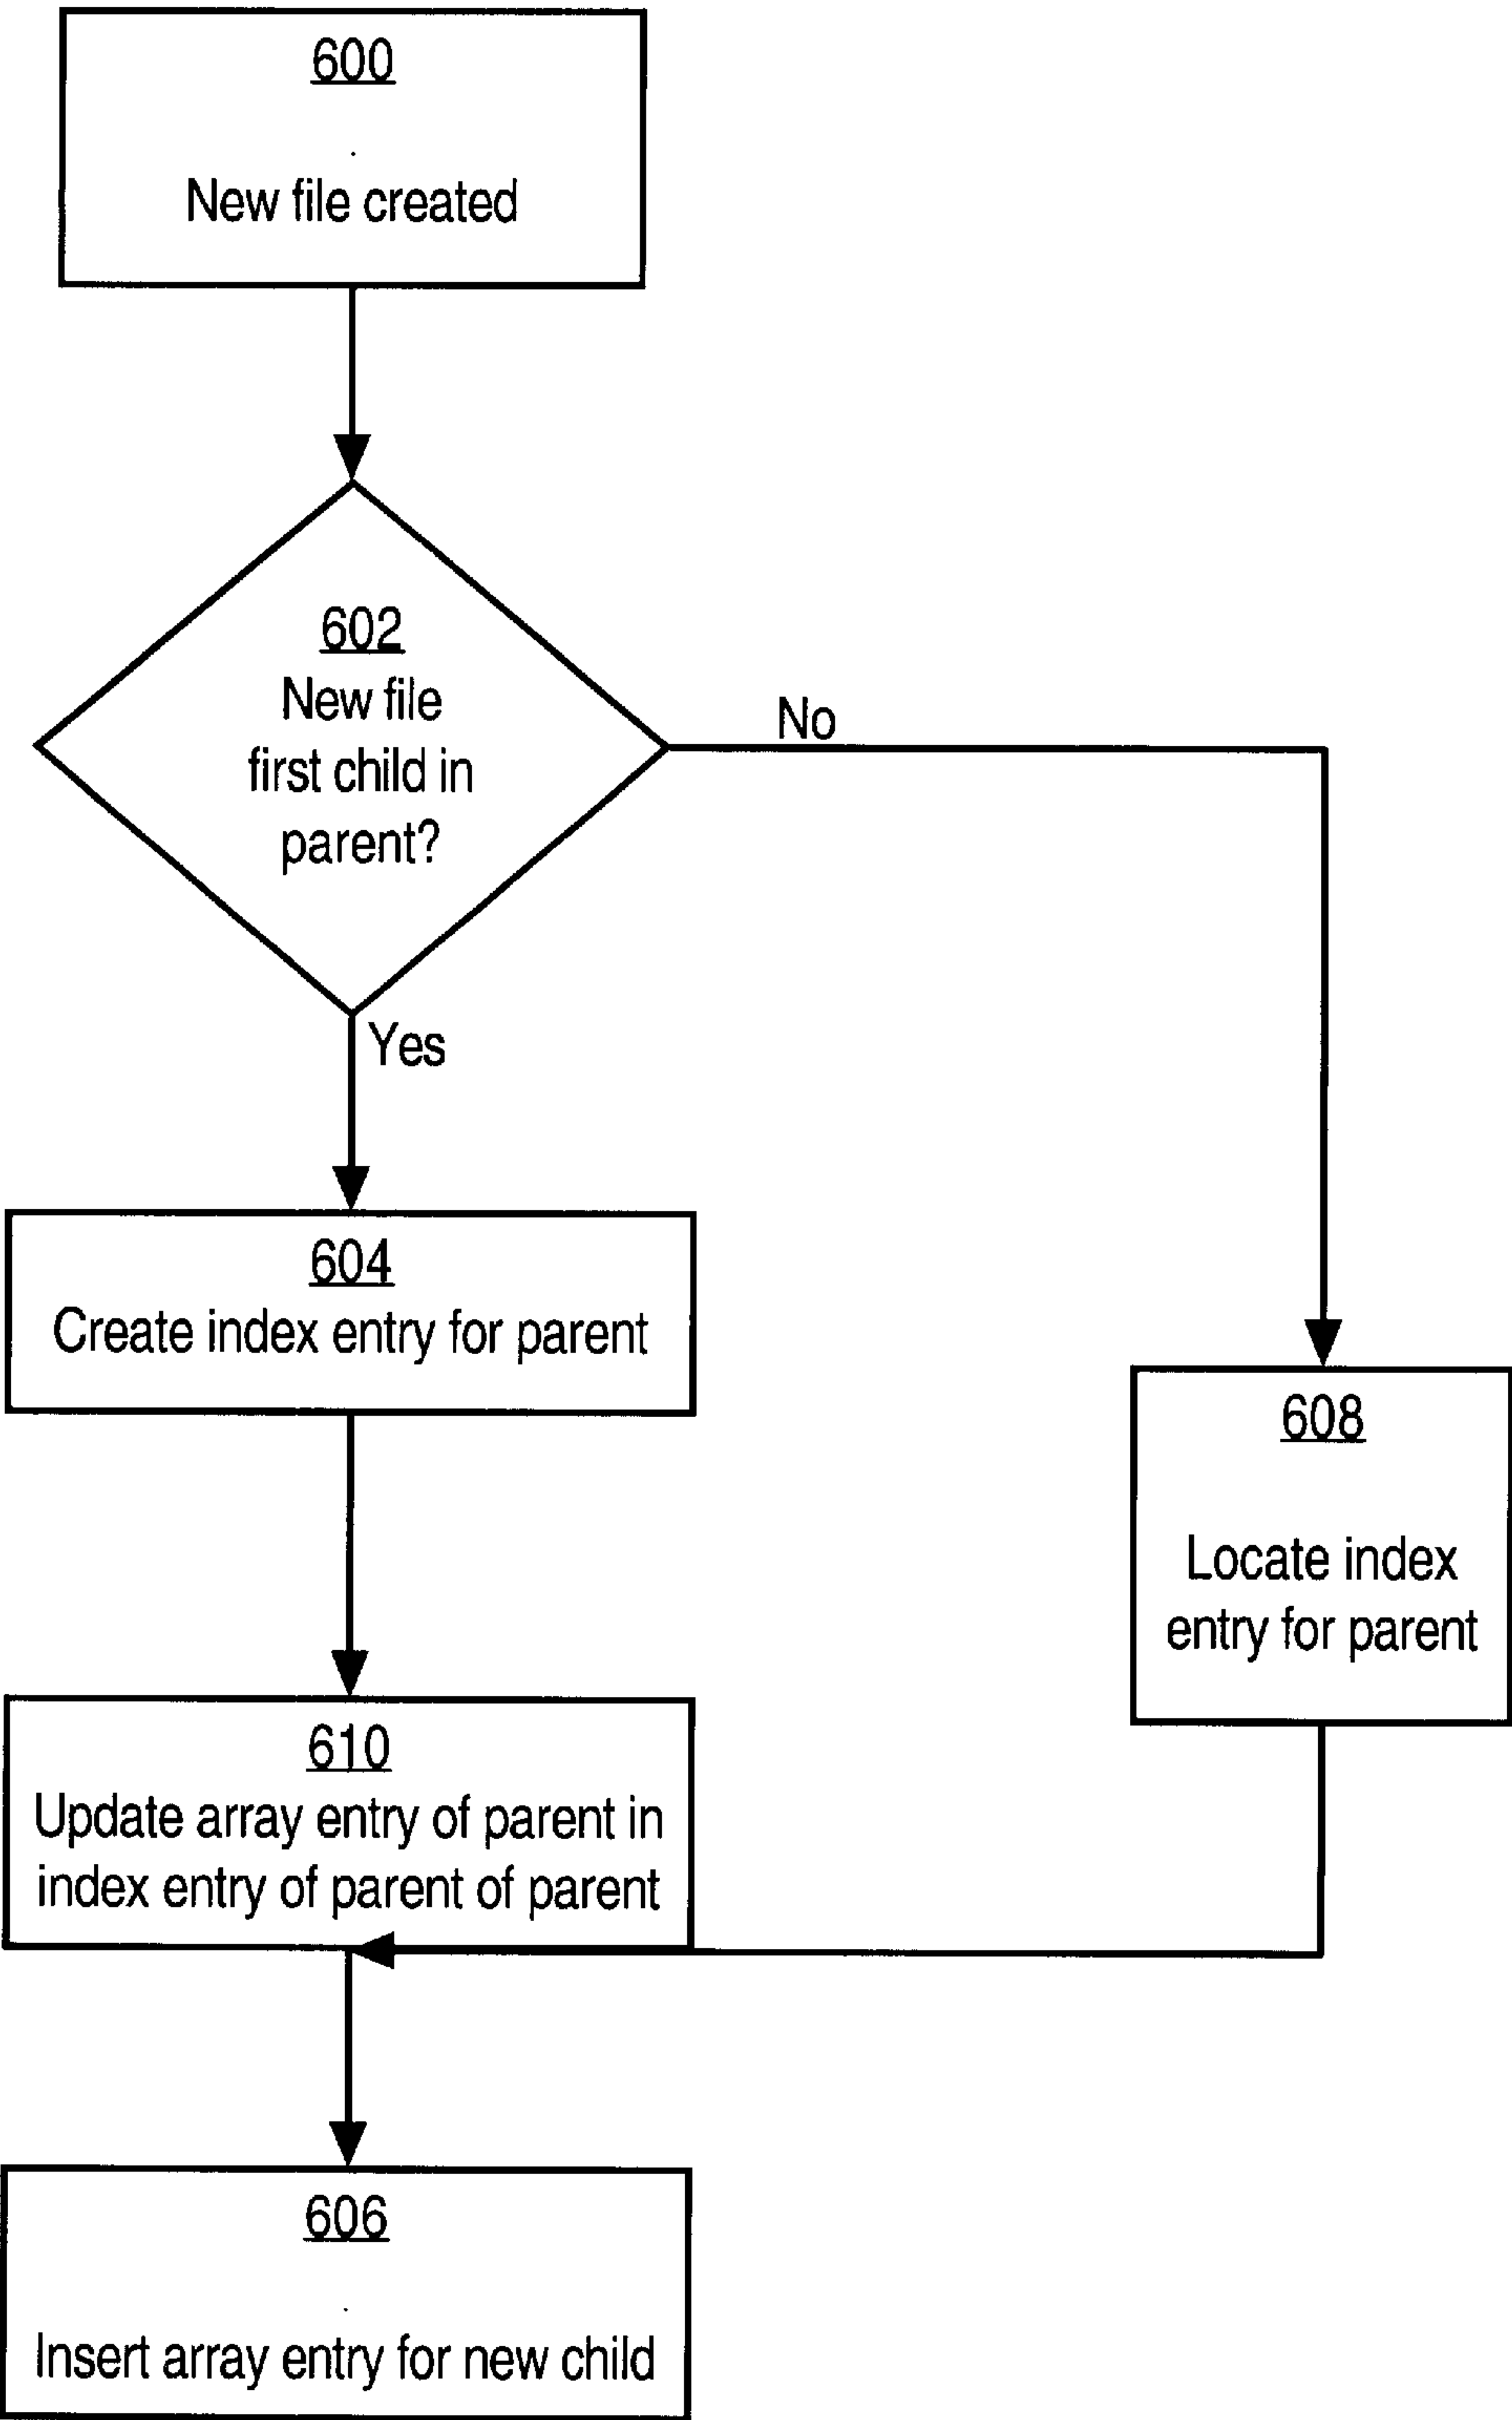 600
New file created
602
New file
first child in
parent?
No
Yes
604
Create index entry for parent
608
Locate index
entry for parent
610
Update array entry of parent in
index entry of parent of parent
606
Insert array entry for new child